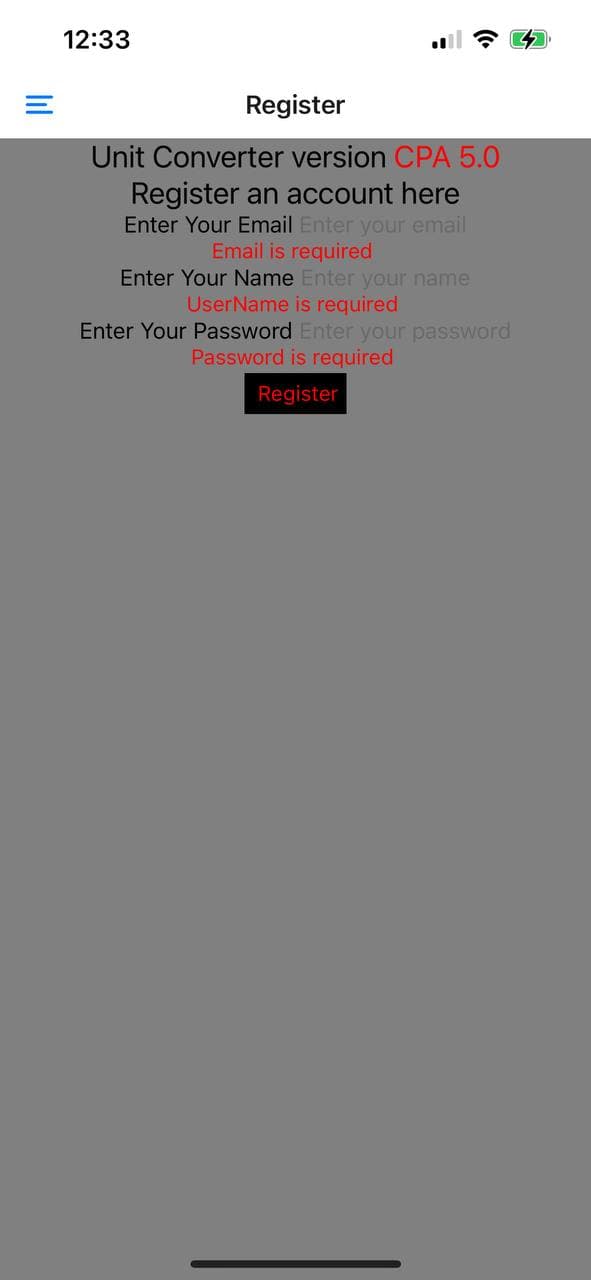 12:33
Register
Unit Converter version CPA 5.0
Register an account here
Enter Your Email Enter your email
Email is required
Enter Your Name Enter your name
UserName is required
Enter Your Password Enter your password
Password is required
Register